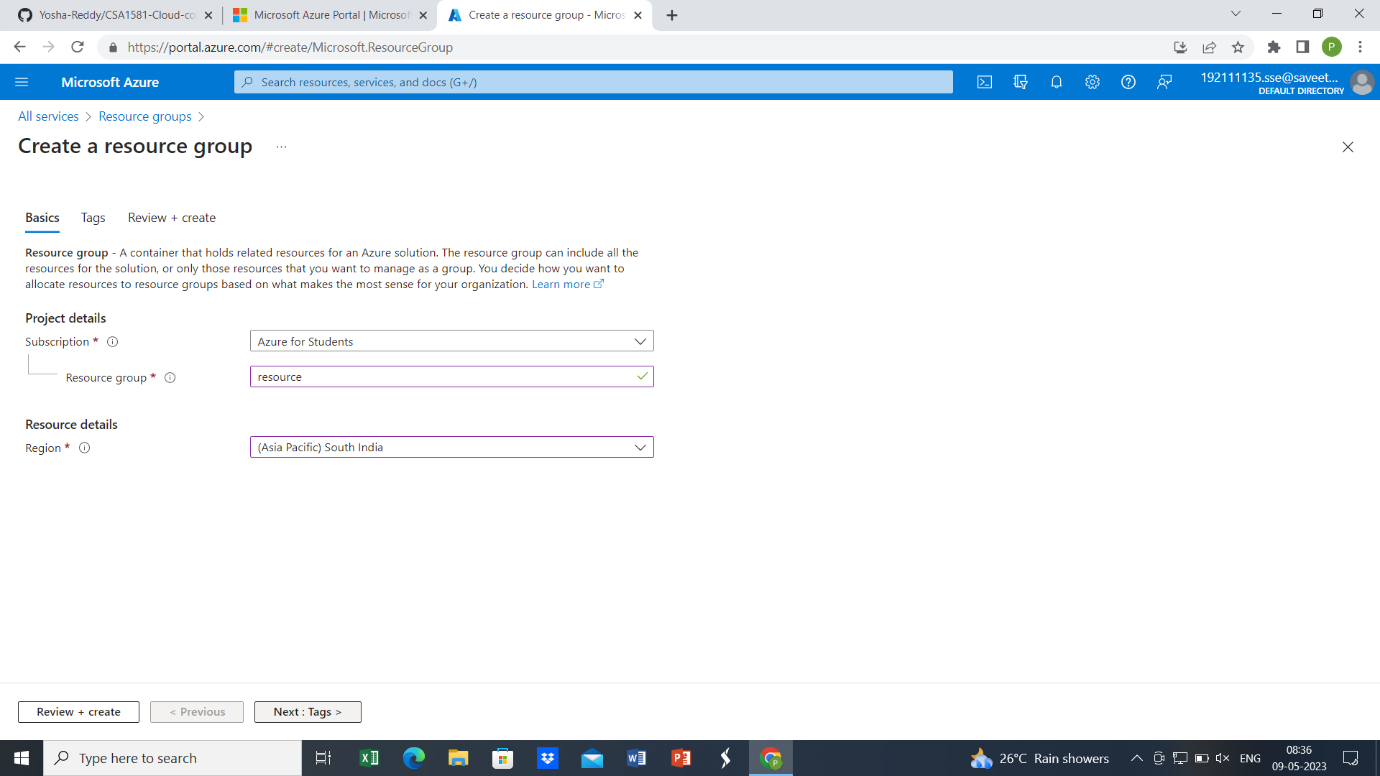 Yosha-Reddy/CSA1581-Cloud-co
Microsoft Azure Portal | Microsof
Create a resource group - Micros
https://portal.azure.com/#create/Microsoft.ResourceGroup
P
Microsoft Azure
Search resources, services, and docs (G+/)
192111135.sse@saveet...
DEFAULT DIRECTORY
All services > Resource groups >
Create a resource group ...
Basics Tags Review + create
Resource group - A container that holds related resources for an Azure solution. The resource group can include all the
resources for the solution, or only those resources that you want to manage as a group. You decide how you want to
allocate resources to resource groups based on what makes the most sense for your organization. Learn more
Project details
Subscription *
Azure for Students
Resource group *
resource
Resource details
Region *
(Asia Pacific) South India
Review + create
< Previous
Next : Tags >
Type here to search
26°C Rain showers
ENG
08:36
09-05-2023